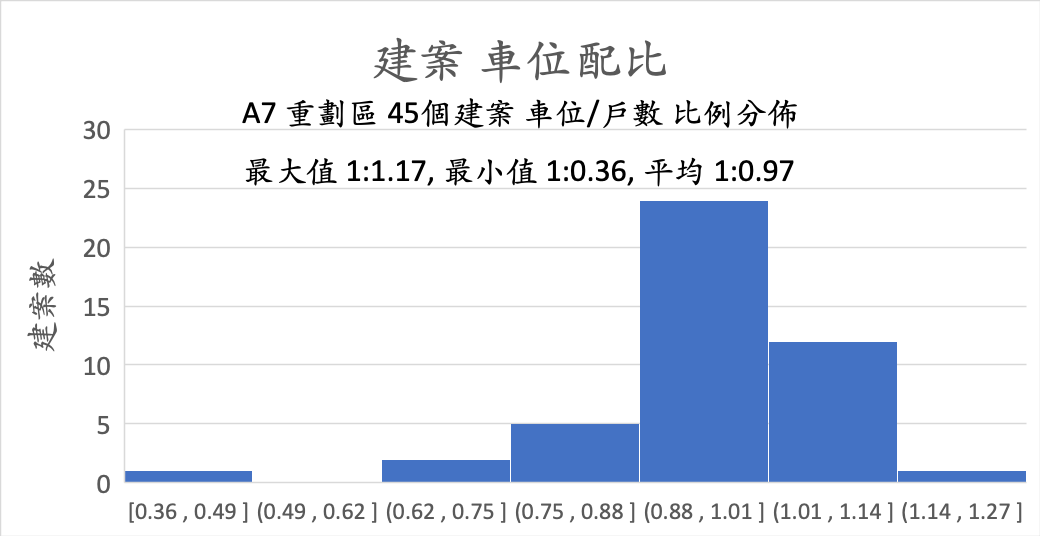 建案 車位配比
A7 重劃區 45個建案 車位/戶數 比例分佈
最大值 1:1.17, 最小值 1:0.36, 平均 1:0.97
建案數
30
25
20
15
10
5
0
[0.36 , 0.49 ] (0.49 , 0.62 ] (0.62 , 0.75 ] (0.75 , 0.88 ] (0.88 , 1.01 ] (1.01 , 1.14 ] (1.14 , 1.27 ]